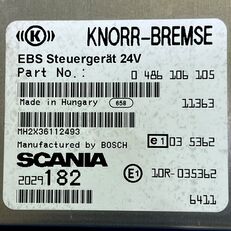 K KNORR-BREMSE
EBS Steuergerät 24V
Part No.: 0 486 106 105
Made in Hungary 658 11363
MH2X36112493
Manufactured by BOSCH e1 03 5362
SCANIA
2029182 E1 10R-035362
6411